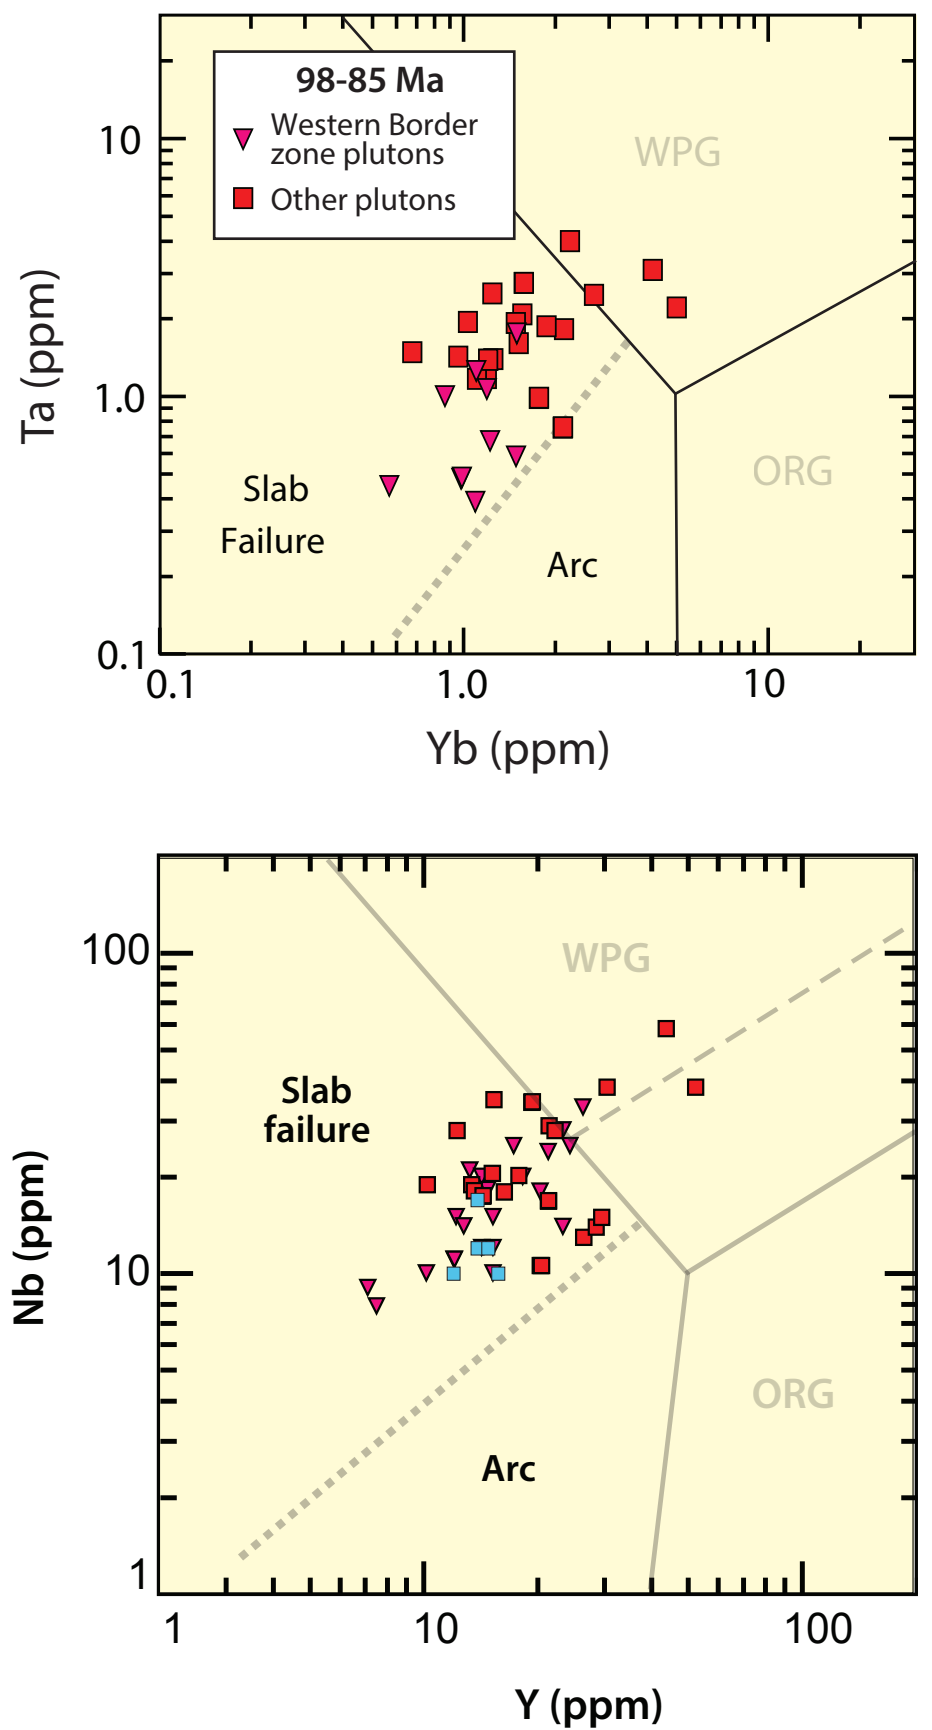 98-85 Ma
Western Border
zone plutons
Other plutons
WPG
ORG
Slab
Failure
Arc
Ta (ppm)
10
1.0
0.1
0.1
1.0
10
Yb (ppm)
WPG
ORG
Slab
failure
Arc
Nb (ppm)
100
10
1
1
10
100
Y (ppm)